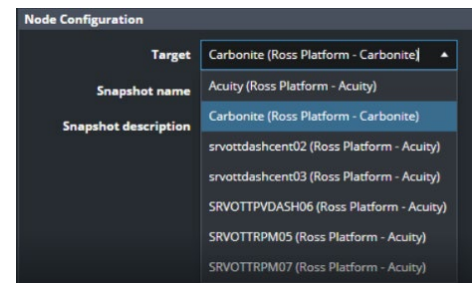 Node Configuration
Target
Carbonite (Ross Platform - Carbonite)
Snapshot name
Acuity (Ross Platform - Acuity)
Carbonite (Ross Platform - Carbonite)
Snapshot description
srvottdashcent02 (Ross Platform - Acuity)
srvottdashcent03 (Ross Platform - Acuity)
SRVOTTPVDASH06 (Ross Platform - Acuity)
SRVOTTRPM05 (Ross Platform - Acuity)
SRVOTTRPM07 (Ross Platform - Acuity)